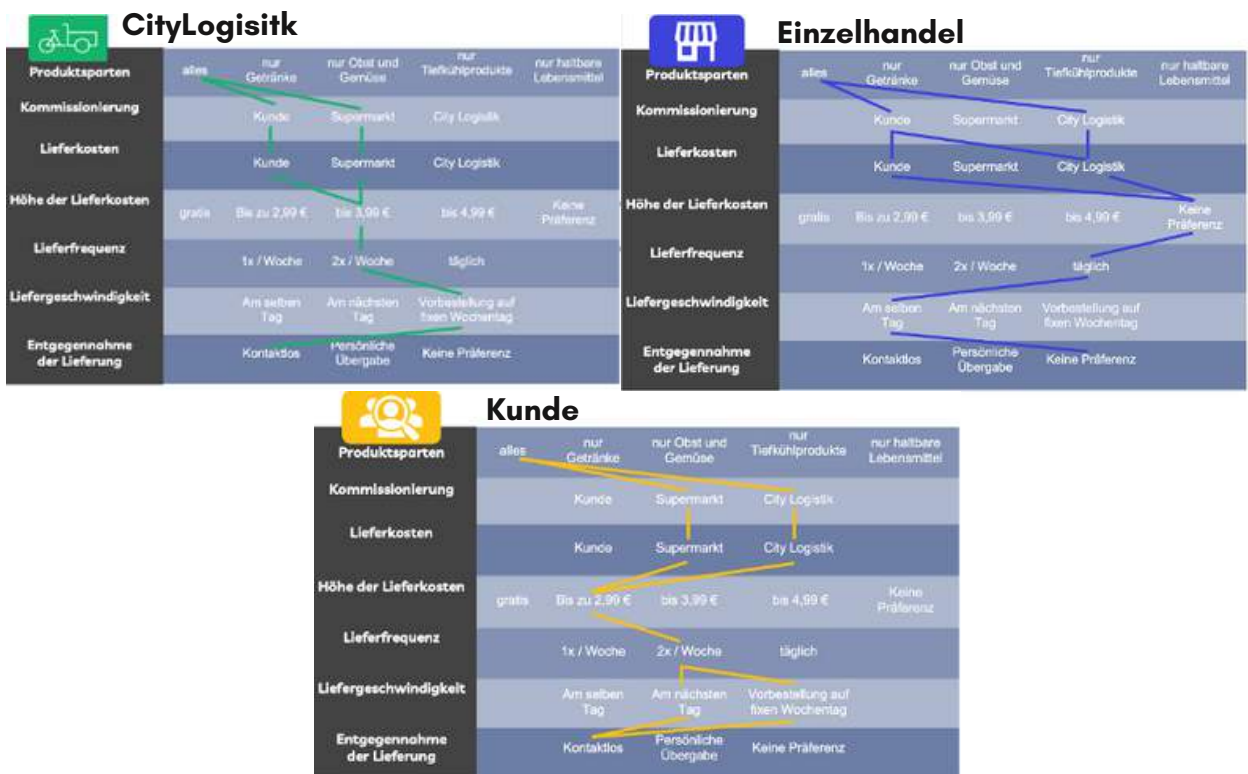 CityLogisitk
Produktsparten alles nur Getränke nur Obst und Gemüse nur Tiefkühlprodukte nur haltbare Lebensmittel
Kommissionierung Kunde Supermarkt City Logistik
Lieferkosten Kunde Supermarkt City Logistik
Höhe der Lieferkosten gratis Bis zu 2,99 € bis 3,99 € bis 4,99 € Keine Präferenz
Lieferfrequenz 1x / Woche 2x / Woche täglich
Liefergeschwindigkeit Am selben Tag Am nächsten Tag Vorbestellung auf fixen Wochentag
Entgegennahme der Lieferung Kontaktlos Persönliche Übergabe Keine Präferenz
Einzelhandel
Produktsparten alles nur Getränke nur Obst und Gemüse nur Tiefkühlprodukte nur haltbare Lebensmittel
Kommissionierung Kunde Supermarkt City Logistik
Lieferkosten Kunde Supermarkt City Logistik
Höhe der Lieferkosten gratis Bis zu 2,99 € bis 3,99 € bis 4,99 € Keine Präferenz
Lieferfrequenz 1x / Woche 2x / Woche täglich
Liefergeschwindigkeit Am selben Tag Am nächsten Tag Vorbestellung auf fixen Wochentag
Entgegennahme der Lieferung Kontaktlos Persönliche Übergabe Keine Präferenz
Kunde
Produktsparten alles nur Getränke nur Obst und Gemüse nur Tiefkühlprodukte nur haltbare Lebensmittel
Kommissionierung Kunde Supermarkt City Logistik
Lieferkosten Kunde Supermarkt City Logistik
Höhe der Lieferkosten gratis Bis zu 2,99 € bis 3,99 € bis 4,99 € Keine Präferenz
Lieferfrequenz 1x / Woche 2x / Woche täglich
Liefergeschwindigkeit Am selben Tag Am nächsten Tag Vorbestellung auf fixen Wochentag
Entgegennahme der Lieferung Kontaktlos Persönliche Übergabe Keine Präferenz